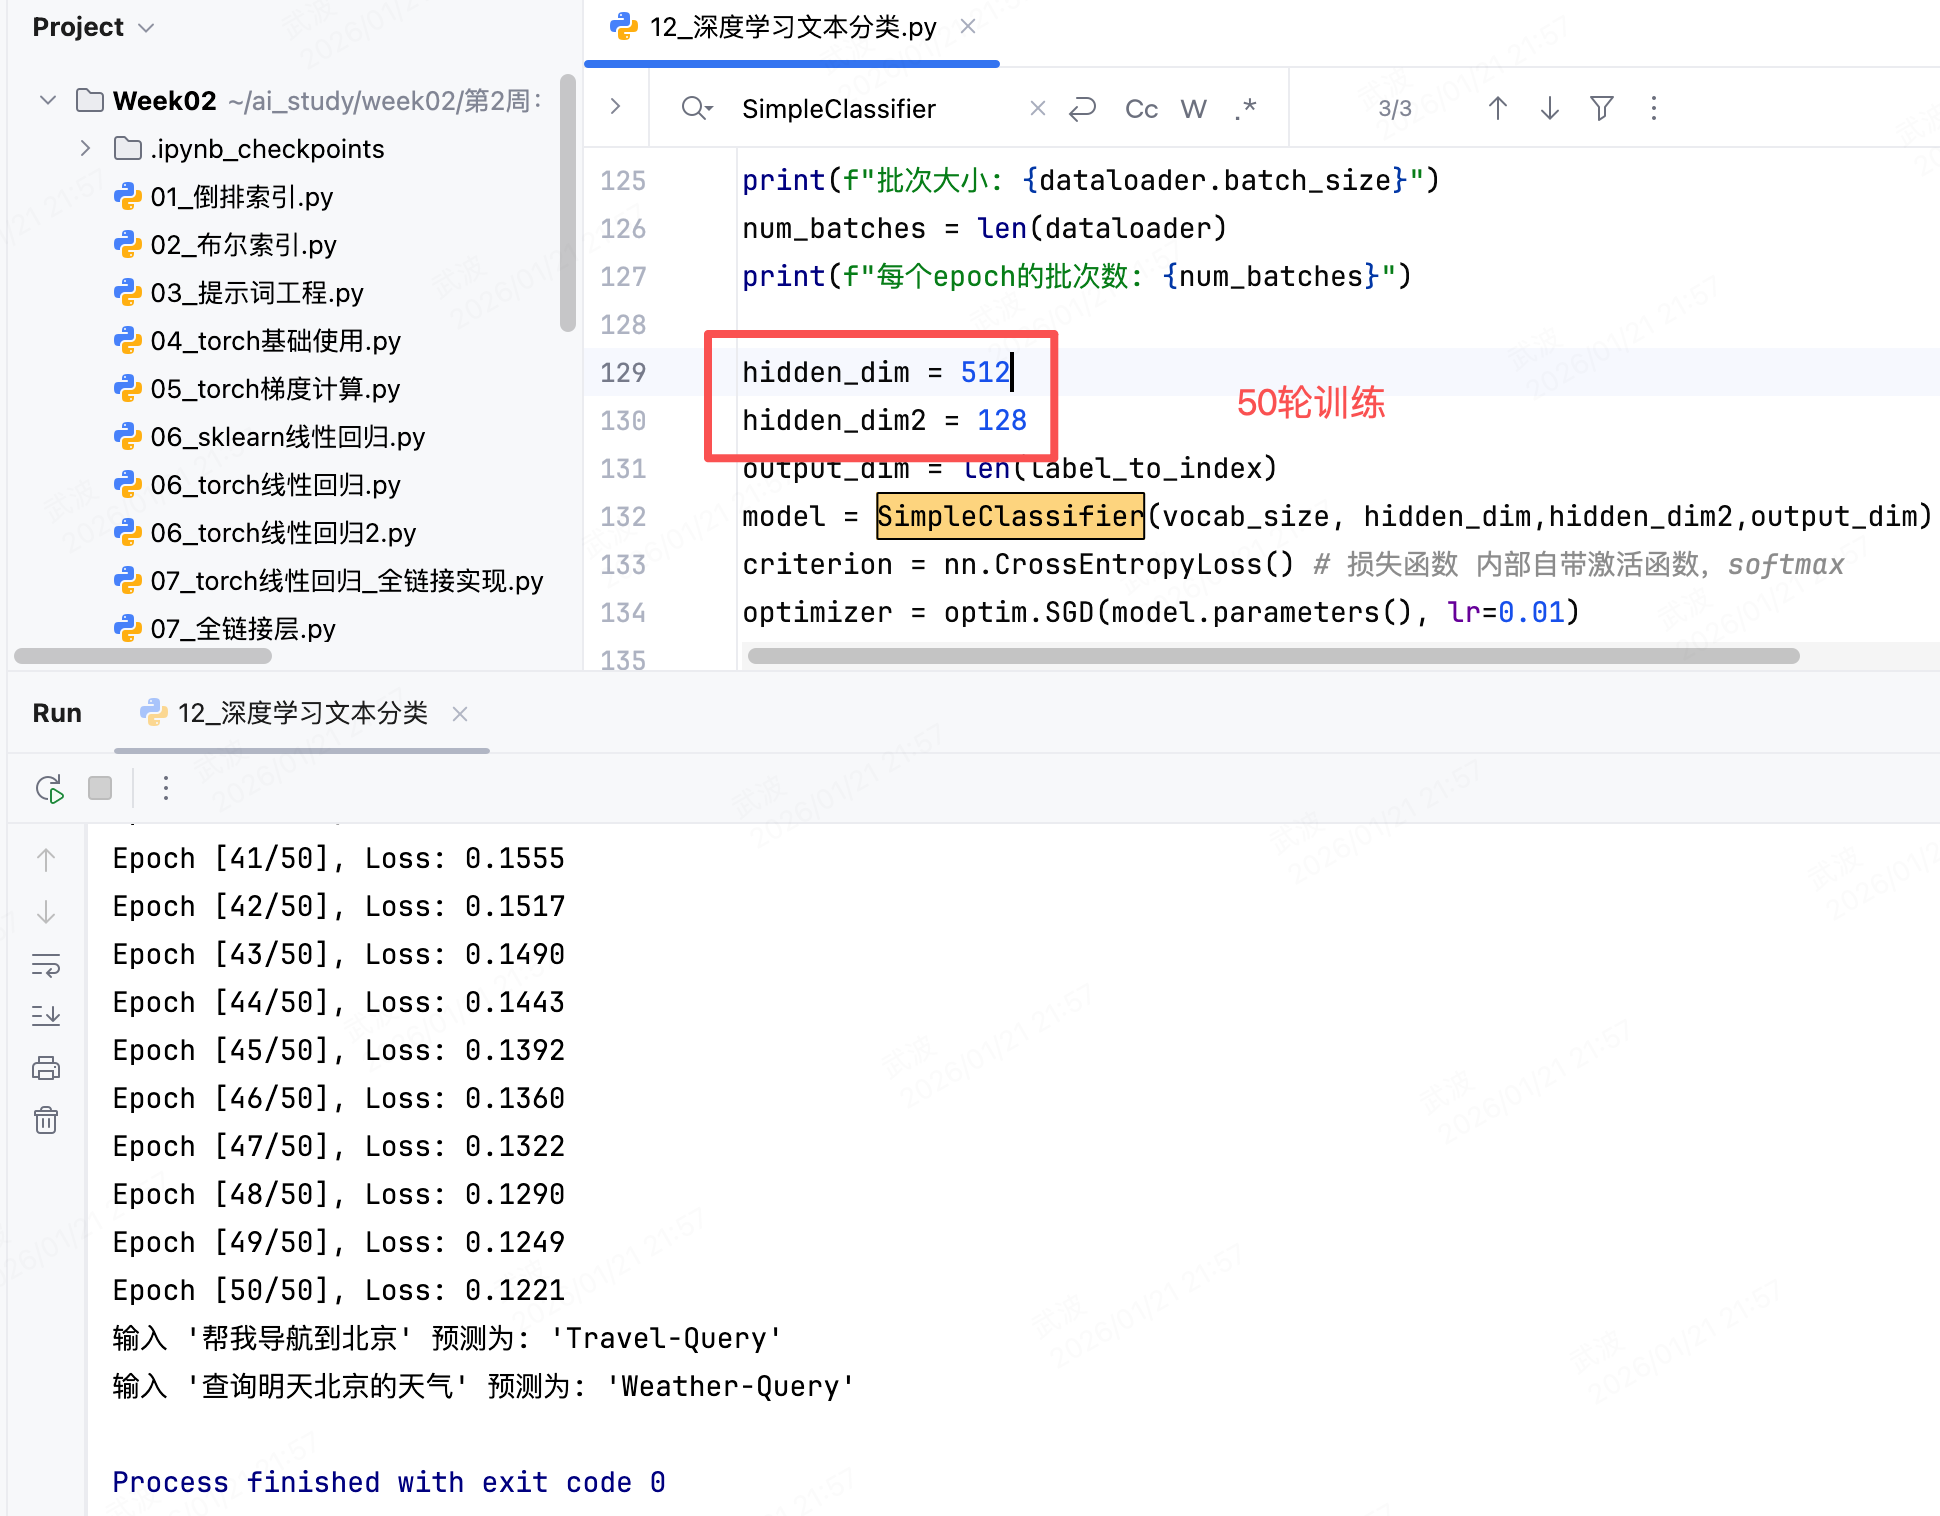 Project
Week02 ~/ai_study/week02/第2周：
.ipynb_checkpoints
01_倒排索引.py
02_布尔索引.py
03_提示词工程.py
04_torch基础使用.py
05_torch梯度计算.py
06_sklearn线性回归.py
06_torch线性回归.py
06_torch线性回归2.py
07_torch线性回归_全链接实现.py
07_全链接层.py
12_深度学习文本分类.py
SimpleClassifier
Cc W .*
3/3
125 print(f"批次大小: {dataloader.batch_size}")
126 num_batches = len(dataloader)
127 print(f"每个epoch的批次数: {num_batches}")
128
129 hidden_dim = 512
130 hidden_dim2 = 128
50轮训练
131 output_dim = len(label_to_index)
132 model = SimpleClassifier(vocab_size, hidden_dim,hidden_dim2,output_dim)
133 criterion = nn.CrossEntropyLoss() # 损失函数 内部自带激活函数，softmax
134 optimizer = optim.SGD(model.parameters(), lr=0.01)
135
Run
12_深度学习文本分类
Epoch [41/50], Loss: 0.1555
Epoch [42/50], Loss: 0.1517
Epoch [43/50], Loss: 0.1490
Epoch [44/50], Loss: 0.1443
Epoch [45/50], Loss: 0.1392
Epoch [46/50], Loss: 0.1360
Epoch [47/50], Loss: 0.1322
Epoch [48/50], Loss: 0.1290
Epoch [49/50], Loss: 0.1249
Epoch [50/50], Loss: 0.1221
输入 '帮我导航到北京' 预测为: 'Travel-Query'
输入 '查询明天北京的天气' 预测为: 'Weather-Query'
Process finished with exit code 0
武波
2026/01/21 21:57